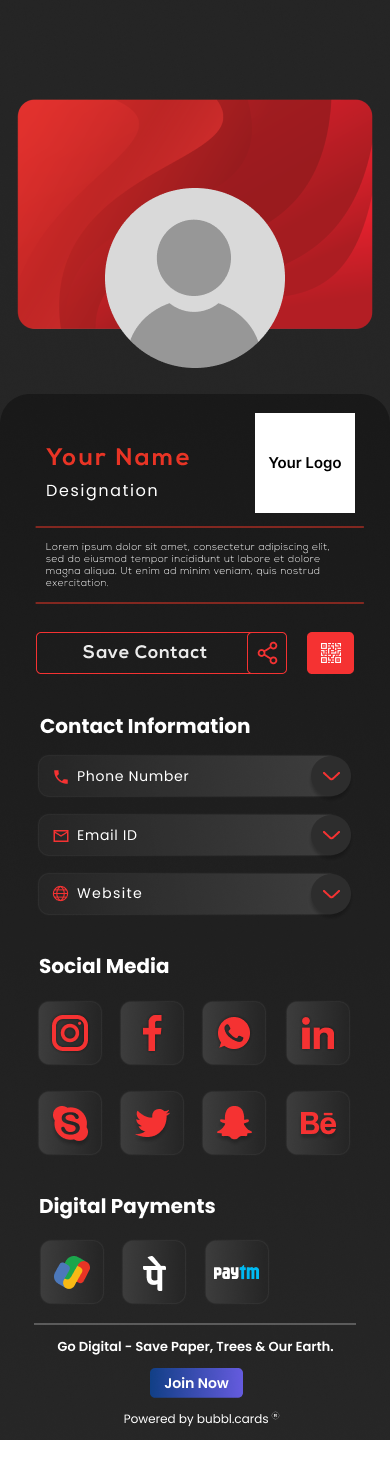 Your Name
Designation
Your Logo
Lorem ipsum dolor sit amet, consectetur adipiscing elit,
sed do eiusmod tempor incididunt ut labore et dolore
magna aliqua. Ut enim ad minim veniam, quis nostrud
exercitation.
Save Contact
Contact Information
Phone Number
Email ID
Website
Social Media
f
in
S
Bē
Digital Payments
पे
paytm
Go Digital - Save Paper, Trees & Our Earth.
Join Now
Powered by bubbl.cards ®